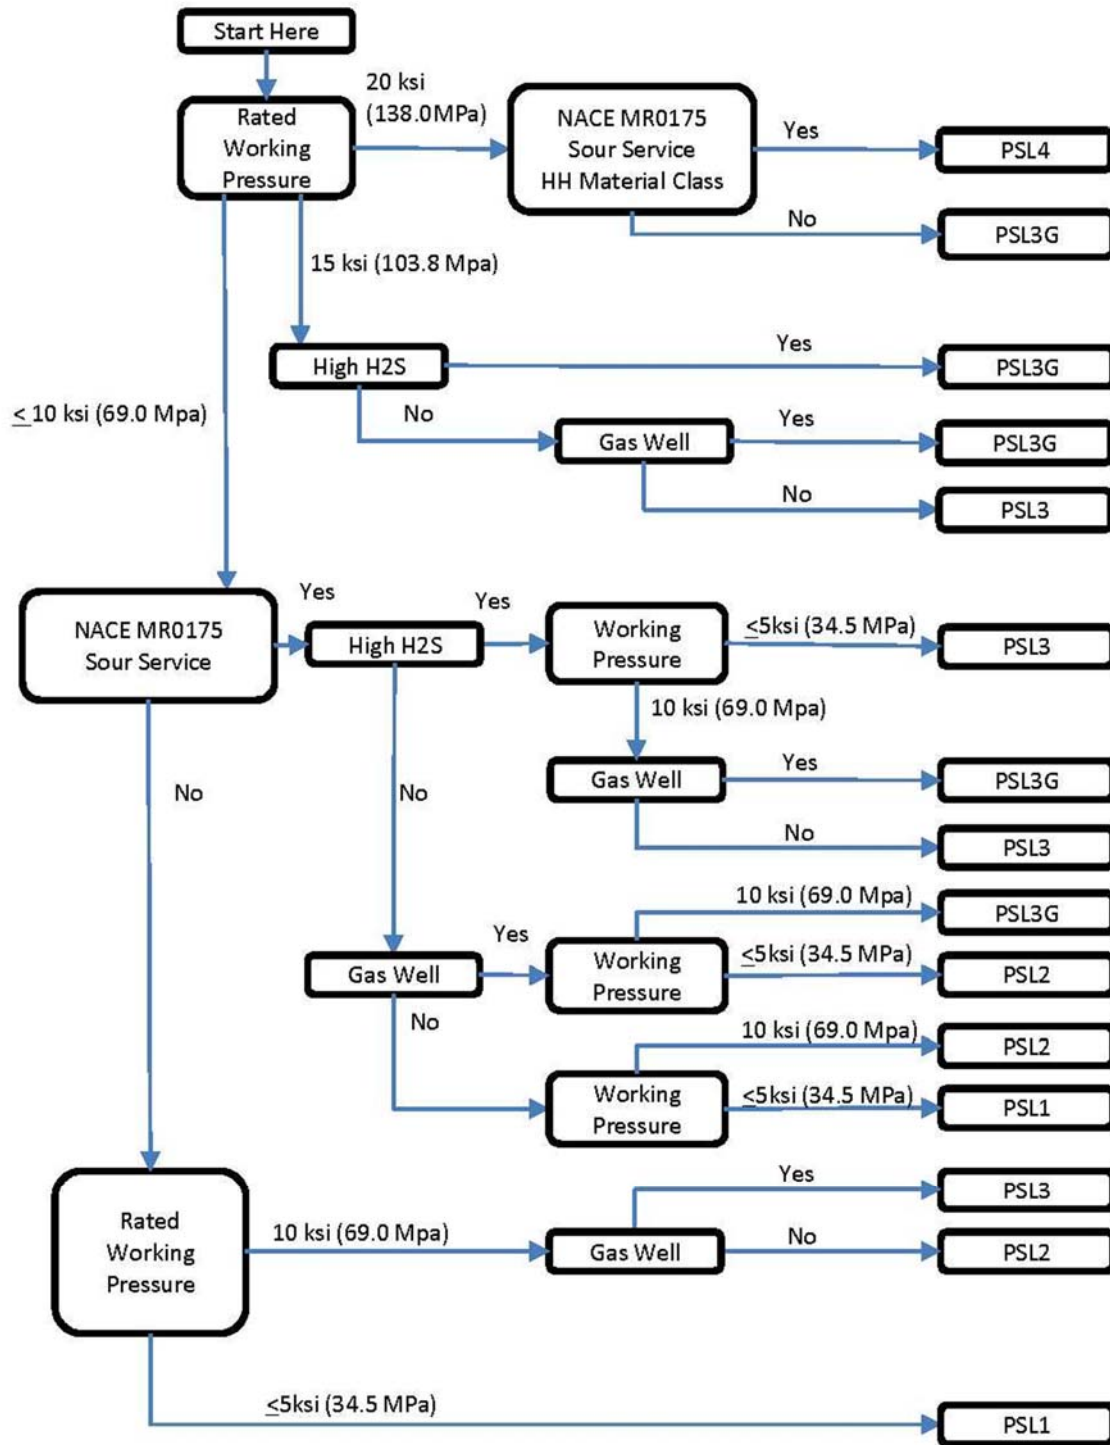 Start Here
20 ksi
(138.0MPa)
Rated
Working
Pressure
NACE MR0175
Sour Service
HH Material Class
Yes
PSL4
No
PSL3G
15 ksi (103.8 Mpa)
High H2S
Yes
PSL3G
< 10 ksi (69.0 Mpa)
No
Gas Well
Yes
PSL3G
No
PSL3
NACE MR0175
Sour Service
Yes
High H2S
Yes
Working
Pressure
<5ksi (34.5 MPa)
PSL3
10 ksi (69.0 Mpa)
No
No
Gas Well
Yes
PSL3G
No
PSL3
Gas Well
Yes
Working
Pressure
10 ksi (69.0 Mpa)
PSL3G
<5ksi (34.5 MPa)
PSL2
No
Working
Pressure
10 ksi (69.0 Mpa)
PSL2
<5ksi (34.5 MPa)
PSL1
Rated
Working
Pressure
10 ksi (69.0 Mpa)
Gas Well
Yes
PSL3
No
PSL2
<5ksi (34.5 MPa)
PSL1